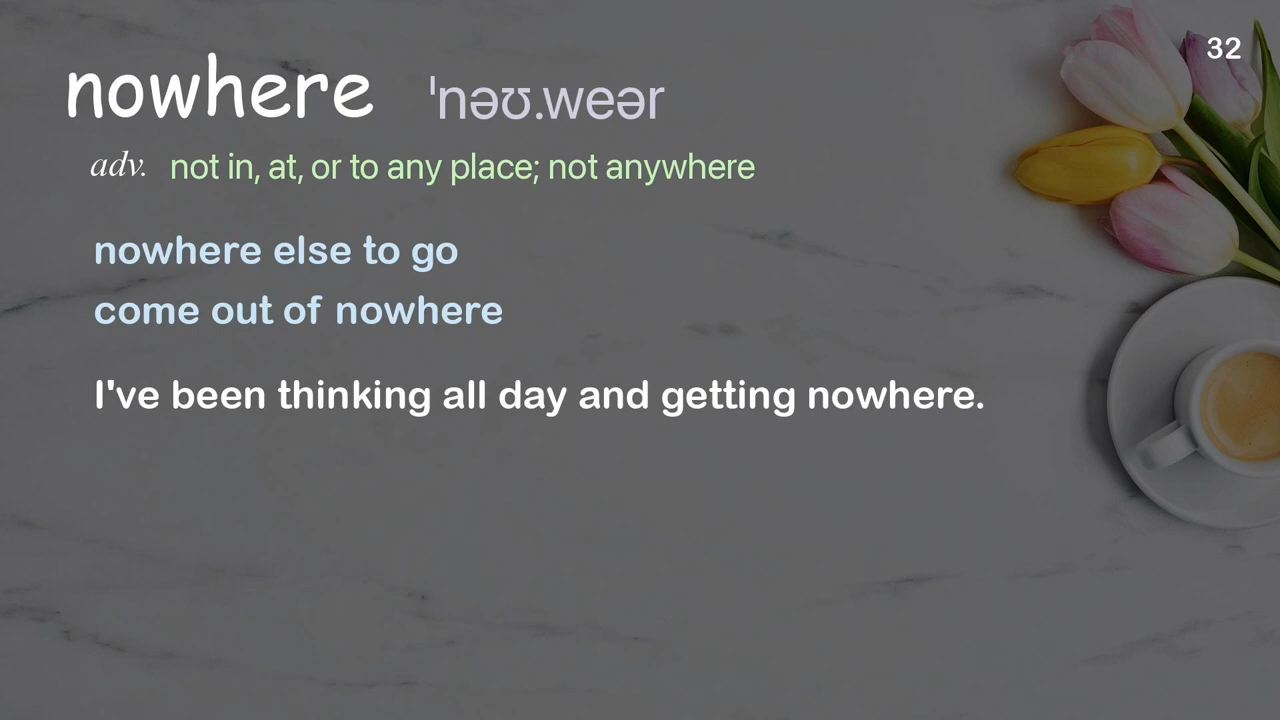 32
nowhere ˈnəʊ.weər
adv. not in, at, or to any place; not anywhere
nowhere else to go
come out of nowhere
I've been thinking all day and getting nowhere.